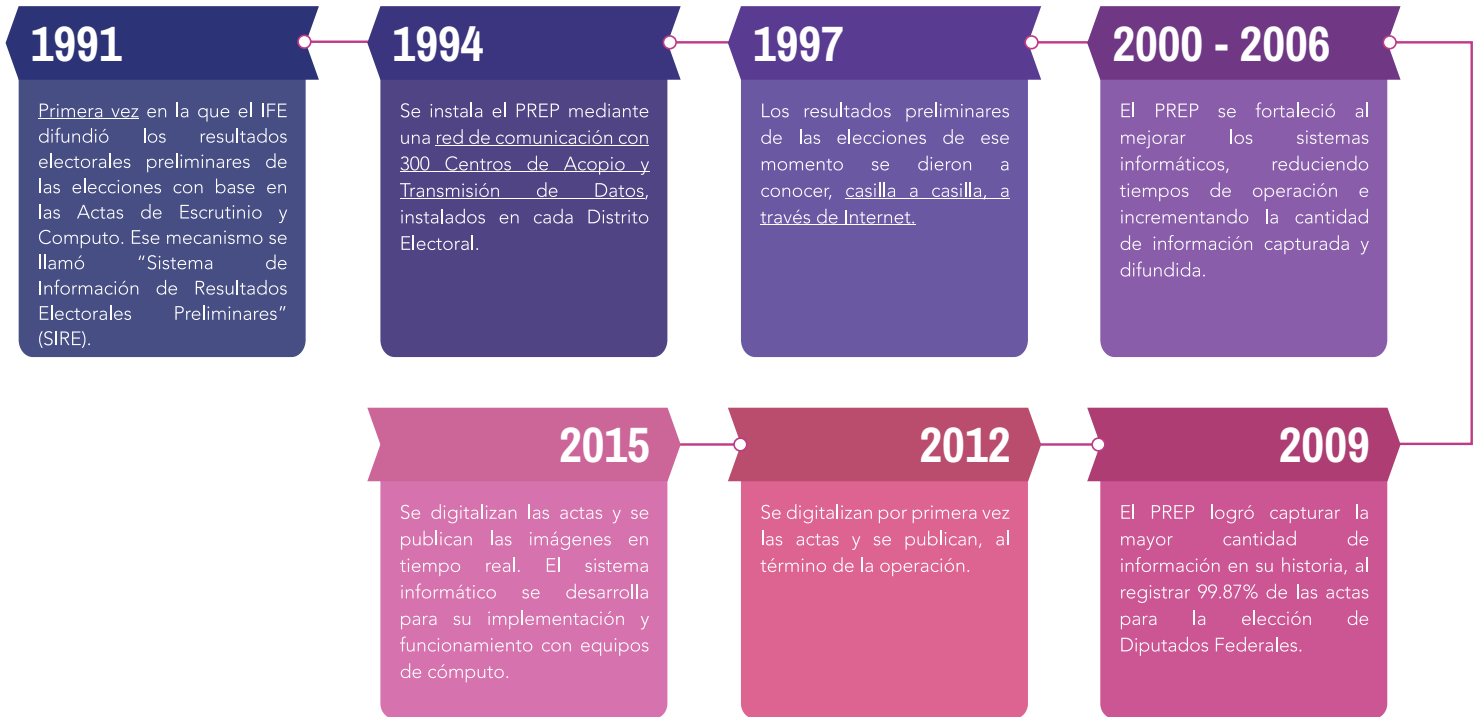 1991
Primera vez en la que el IFE
difundió los resultados
electorales preliminares de
las elecciones con base en
las Actas de Escrutinio y
Computo. Ese mecanismo se
llamó “Sistema de
Información de Resultados
Electorales Preliminares”
(SIRE).
1994
Se instala el PREP mediante
una red de comunicación con
300 Centros de Acopio y
Transmisión de Datos,
instalados en cada Distrito
Electoral.
1997
Los resultados preliminares
de las elecciones de ese
momento se dieron a
conocer, casilla a casilla, a
través de Internet.
2000 - 2006
El PREP se fortaleció al
mejorar los sistemas
informáticos, reduciendo
tiempos de operación e
incrementando la cantidad
de información capturada y
difundida.
2009
El PREP logró capturar la
mayor cantidad de
información en su historia, al
registrar 99.87% de las actas
para la elección de
Diputados Federales.
2012
Se digitalizan por primera vez
las actas y se publican, al
término de la operación.
2015
Se digitalizan las actas y se
publican las imágenes en
tiempo real. El sistema
informático se desarrolla
para su implementación y
funcionamiento con equipos
de cómputo.